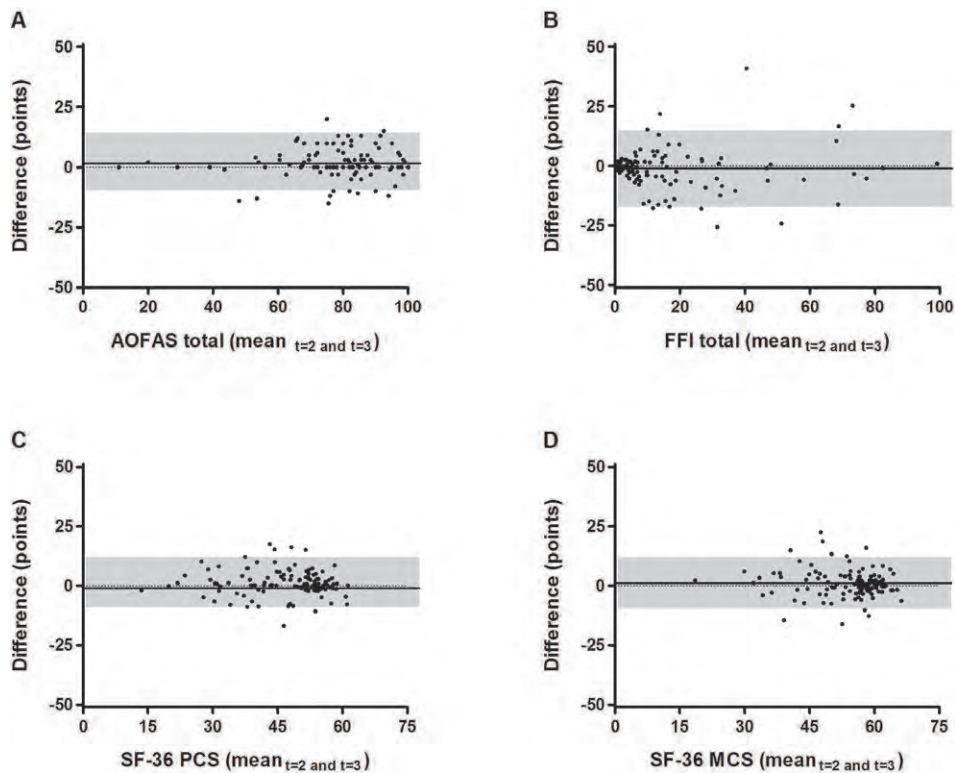 A
50
25
0
-25
-50
Difference (points)
0 20 40 60 80 100
AOFAS total (mean t=2 and t=3)
B
50
25
0
-25
-50
Difference (points)
0 20 40 60 80 100
FFI total (mean t=2 and t=3)
C
50
25
0
-25
-50
Difference (points)
0 15 30 45 60 75
SF-36 PCS (mean t=2 and t=3)
D
50
25
0
-25
-50
Difference (points)
0 15 30 45 60 75
SF-36 MCS (mean t=2 and t=3)